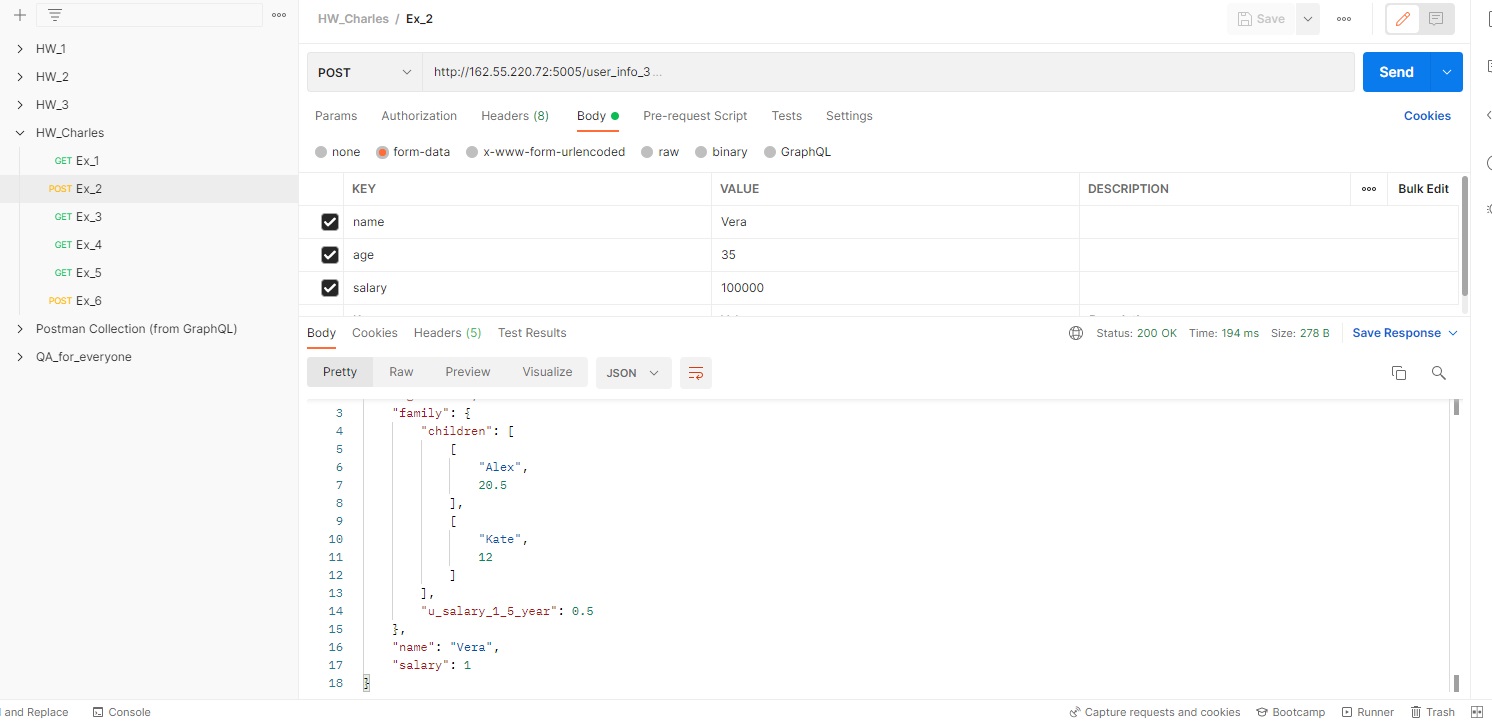 HW_Charles / Ex_2
Save
HW_1
HW_2
HW_3
HW_Charles
GET Ex_1
POST Ex_2
GET Ex_3
GET Ex_4
GET Ex_5
POST Ex_6
Postman Collection (from GraphQL)
QA_for_everyone
POST http://162.55.220.72:5005/user_info_3 ... Send
Params Authorization Headers (8) Body Pre-request Script Tests Settings Cookies
none form-data x-www-form-urlencoded raw binary GraphQL
KEY VALUE DESCRIPTION Bulk Edit
name Vera
age 35
salary 100000
Body Cookies Headers (5) Test Results Status: 200 OK Time: 194 ms Size: 278 B Save Response
Pretty Raw Preview Visualize JSON
3 "family": {
4 "children": [
5 [
6 "Alex",
7 20.5
8 ],
9 [
10 "Kate",
11 12
12 ]
13 ],
14 "u_salary_1_5_year": 0.5
15 },
16 "name": "Vera",
17 "salary": 1
18 }
and Replace Console Capture requests and cookies Bootcamp Runner Trash